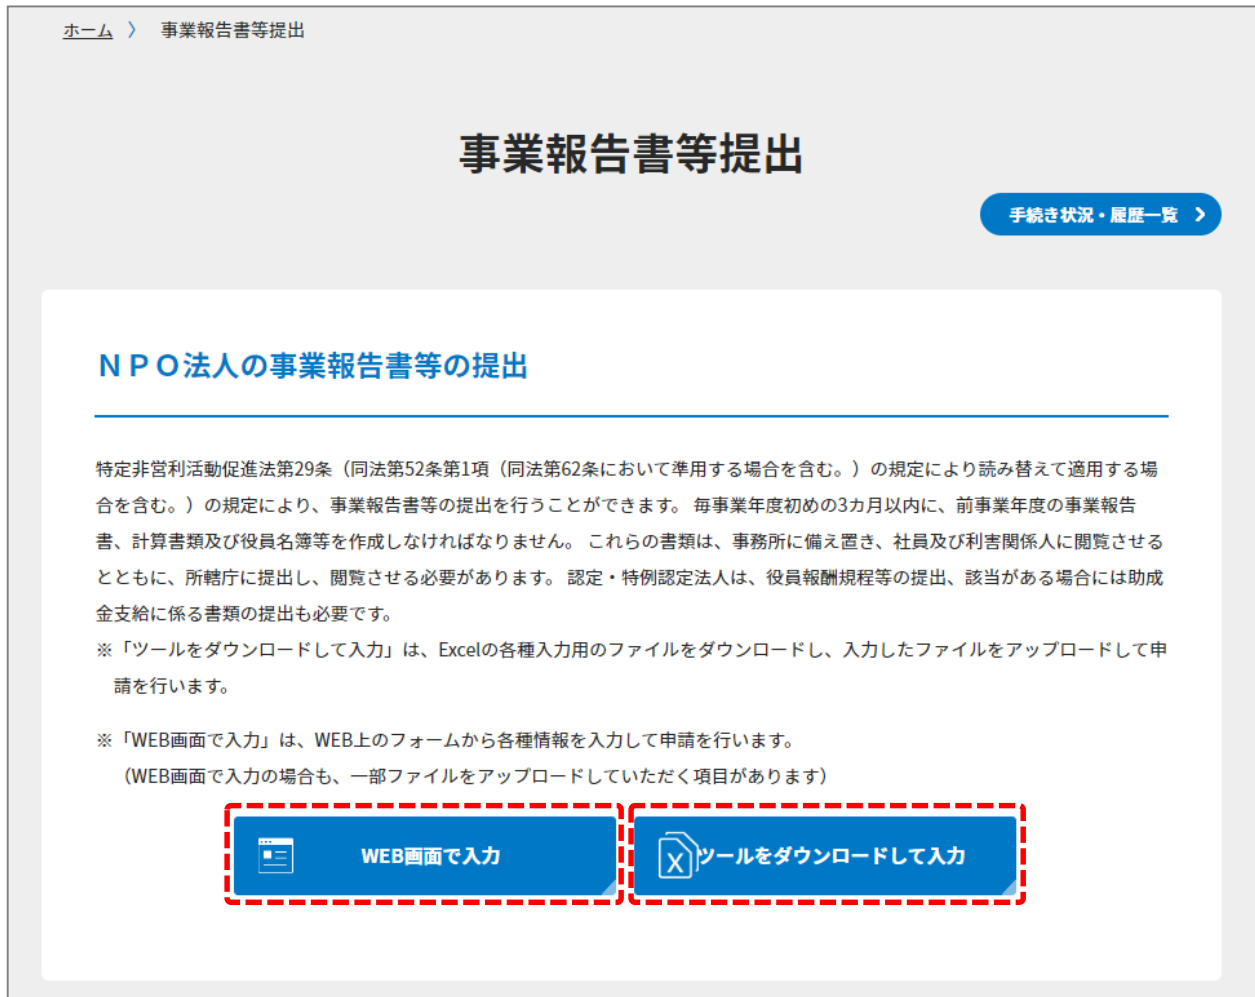 ホーム 〉 事業報告書等提出
事業報告書等提出
手続き状況・履歴一覧
ＮＰＯ法人の事業報告書等の提出
特定非営利活動促進法第29条（同法第52条第1項（同法第62条において準用する場合を含む。）の規定により読み替えて適用する場
合を含む。）の規定により、事業報告書等の提出を行うことができます。 毎事業年度初めの3カ月以内に、前事業年度の事業報告
書、計算書類及び役員名簿等を作成しなければなりません。 これらの書類は、事務所に備え置き、社員及び利害関係人に閲覧させる
とともに、所轄庁に提出し、閲覧させる必要があります。 認定・特例認定法人は、役員報酬規程等の提出、該当がある場合には助成
金支給に係る書類の提出も必要です。
※「ツールをダウンロードして入力」は、Excelの各種入力用のファイルをダウンロードし、入力したファイルをアップロードして申
請を行います。
※「WEB画面で入力」は、WEB上のフォームから各種情報を入力して申請を行います。
（WEB画面で入力の場合も、一部ファイルをアップロードしていただく項目があります）
WEB画面で入力
ツールをダウンロードして入力